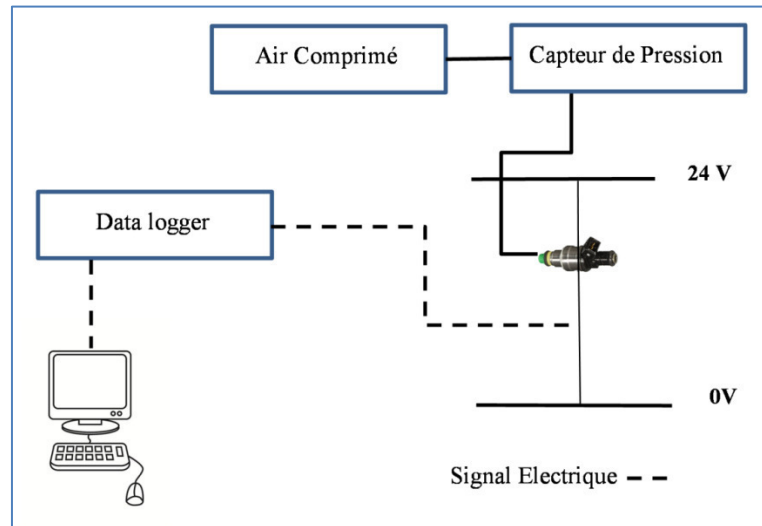 Air Comprimé
Capteur de Pression
24 V
Data logger
0V
Signal Electrique